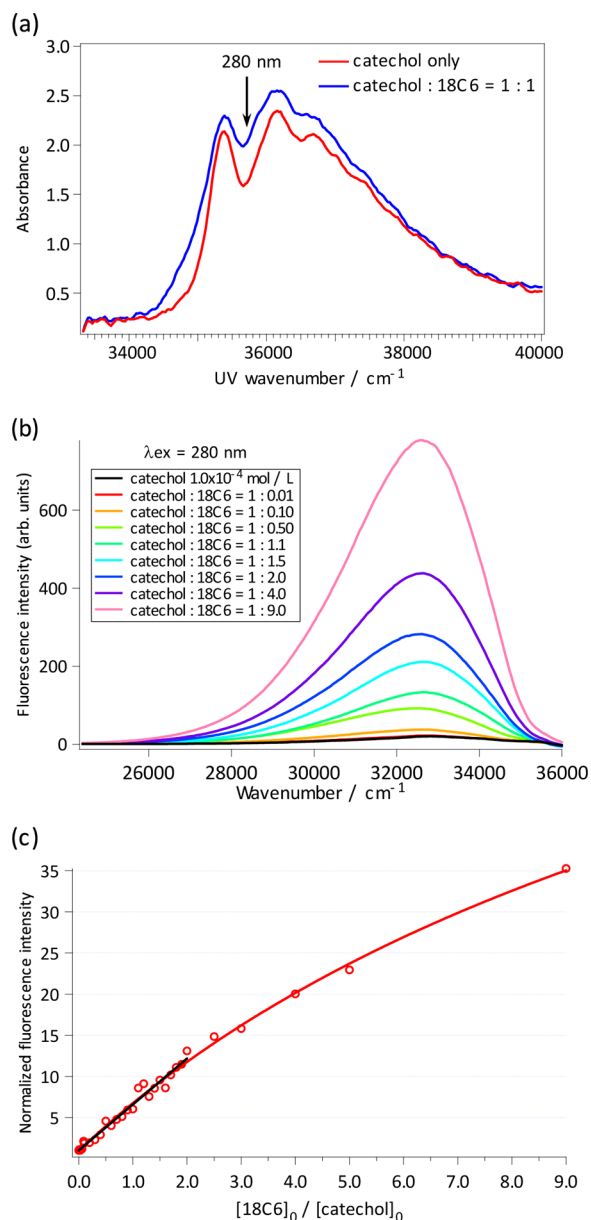 (a)
3.0
2.5
2.0
1.5
1.0
0.5
Absorbance
280 nm
catechol only
catechol : 18C6 = 1 : 1
34000 36000 38000 40000
UV wavenumber / cm⁻¹
(b)
λex = 280 nm
catechol 1.0x10⁻⁴ mol / L
catechol : 18C6 = 1 : 0.01
catechol : 18C6 = 1 : 0.10
catechol : 18C6 = 1 : 0.50
catechol : 18C6 = 1 : 1.1
catechol : 18C6 = 1 : 1.5
catechol : 18C6 = 1 : 2.0
catechol : 18C6 = 1 : 4.0
catechol : 18C6 = 1 : 9.0
600
400
200
0
Fluorescence intensity (arb. units)
26000 28000 30000 32000 34000 36000
Wavenumber / cm⁻¹
(c)
35
30
25
20
15
10
5
Normalized fluorescence intensity
0.0 1.0 2.0 3.0 4.0 5.0 6.0 7.0 8.0 9.0
[18C6]₀ / [catechol]₀